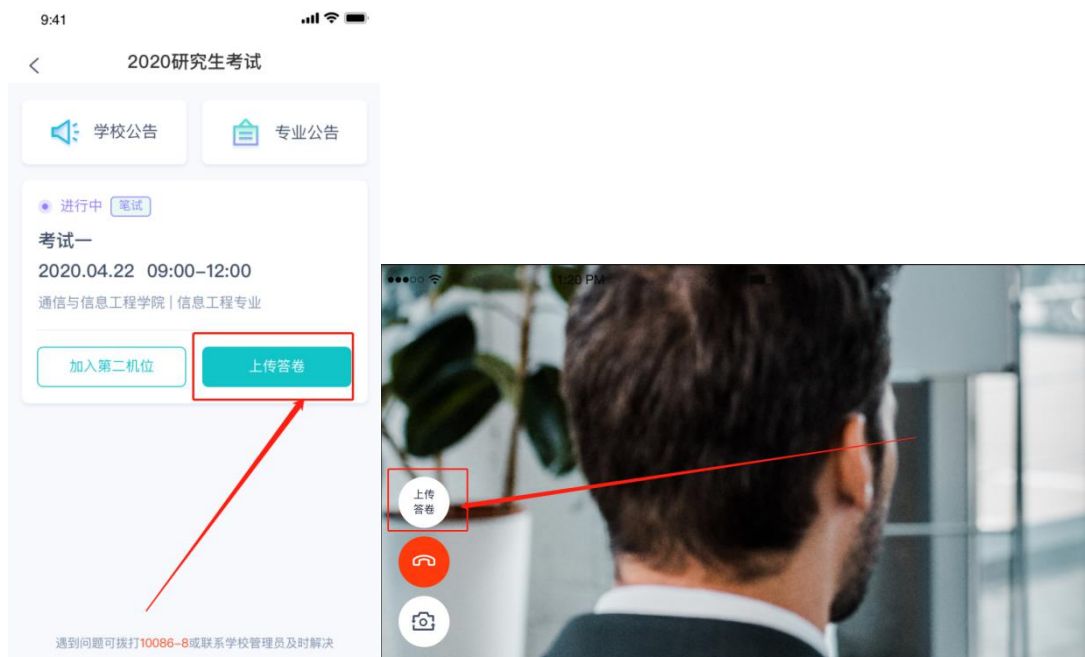 9:41
2020研究生考试
学校公告
专业公告
进行中 笔试
考试一
2020.04.22 09:00-12:00
通信与信息工程学院 | 信息工程专业
加入第二机位
上传答卷
遇到问题可拨打10086-8或联系学校管理员及时解决
1:20 PM
上传
答卷